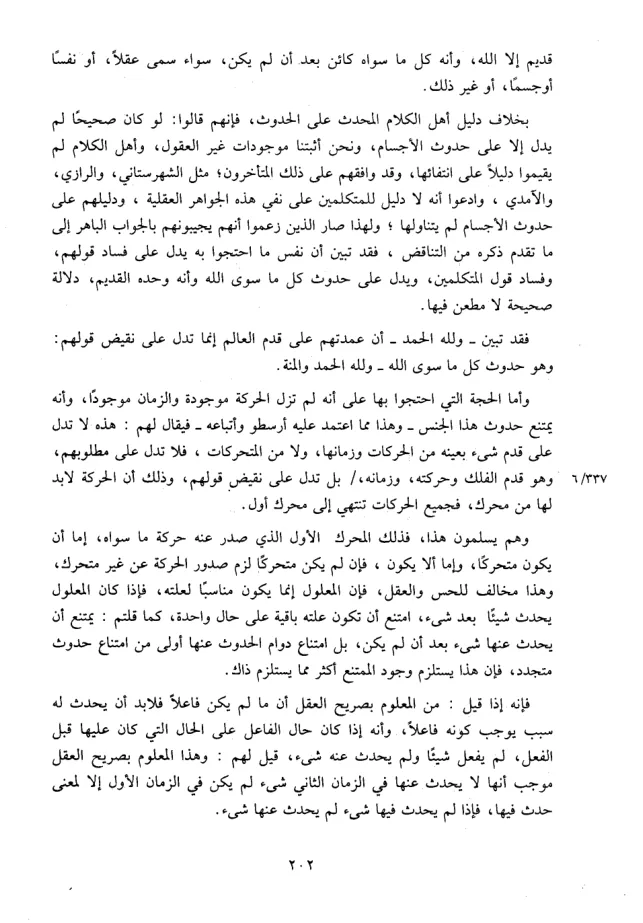 قديم إلا الله، وأنه كل ما سواه كائن بعد أن لم يكن، سواء سمى عقلاً، أو نفسًا
أوجسمًا، أو غير ذلك.
بخلاف دليل أهل الكلام المحدث على الحدوث، فإنهم قالوا: لو كان صحيحًا لم
يدل إلا على حدوث الأجسام، ونحن أثبتنا موجودات غير العقول، وأهل الكلام لم
يقيموا دليلاً على انتفائها، وقد وافقهم على ذلك المتأخرون؛ مثل الشهرستاني، والرازي،
والآمدي ، وادعوا أنه لا دليل للمتكلمين على نفي هذه الجواهر العقلية ، ودليلهم على
حدوث الأجسام لم يتناولها ؛ ولهذا صار الذين زعموا أنهم يجيبونهم بالجواب الباهر إلى
ما تقدم ذكره من التناقض ، فقد تبين أن نفس ما احتجوا به يدل على فساد قولهم،
وفساد قول المتكلمين، ويدل على حدوث كل ما سوى الله وأنه وحده القديم، دلالة
صحيحة لا مطعن فيها.
فقد تبين ـ ولله الحمد ـ أن عمدتهم على قدم العالم إنما تدل على نقيض قولهم:
وهو حدوث كل ما سوى الله ـ ولله الحمد والمنة.
وأما الحجة التي احتجوا بها على أنه لم تزل الحركة موجودة والزمان موجودًا، وأنه
يمتنع حدوث هذا الجنس ـ وهذا مما اعتمد عليه أرسطو وأتباعه ـ فيقال لهم : هذه لا تدل
على قدم شىء بعينه من الحركات وزمانها، ولا من المتحركات ، فلا تدل على مطلوبهم،
وهو قدم الفلك وحركته، وزمانه،/ بل تدل على نقيض قولهم، وذلك أن الحركة لابد ٦/٣٣٧
لها من محرك، فجميع الحركات تنتهي إلى محرك أول.
وهم يسلمون هذا، فذلك المحرك الأول الذي صدر عنه حركة ما سواه، إما أن
يكون متحركًا، وإما ألا يكون ، فإن لم يكن متحركًا لزم صدور الحركة عن غير متحرك،
وهذا مخالف للحس والعقل، فإن المعلول إنما يكون مناسبًا لعلته، فإذا كان المعلول
يحدث شيئًا بعد شىء، امتنع أن تكون علته باقية على حال واحدة، كما قلتم : يمتنع أن
يحدث عنها شىء بعد أن لم يكن، بل امتناع دوام الحدوث عنها أولى من امتناع حدوث
متجدد، فإن هذا يستلزم وجود الممتنع أكثر مما يستلزم ذاك.
فإنه إذا قيل : من المعلوم بصريح العقل أن ما لم يكن فاعلاً فلابد أن يحدث له
سبب يوجب كونه فاعلاً، وأنه إذا كان حال الفاعل على الحال التي كان عليها قبل
الفعل، لم يفعل شيئًا ولم يحدث عنه شىء، قيل لهم : وهذا المعلوم بصريح العقل
موجب أنها لا يحدث عنها في الزمان الثاني شىء لم يكن في الزمان الأول إلا لمعنى
حدث فيها، فإذا لم يحدث فيها شىء لم يحدث عنها شىء.
٢٠٢